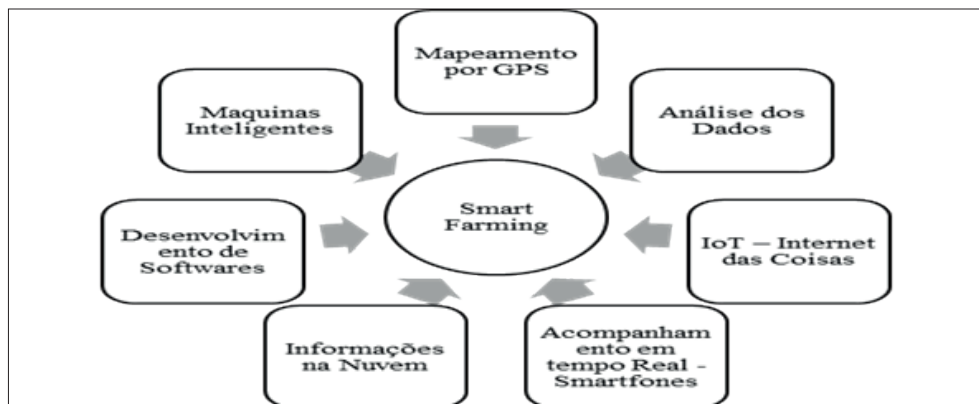 Mapeamento
por GPS
Maquinas
Inteligentes
Análise dos
Dados
Smart
Farming
Desenvolvim
ento de
Softwares
IoT – Internet
das Coisas
Informações
na Nuvem
Acompanham
ento em
tempo Real -
Smartfones